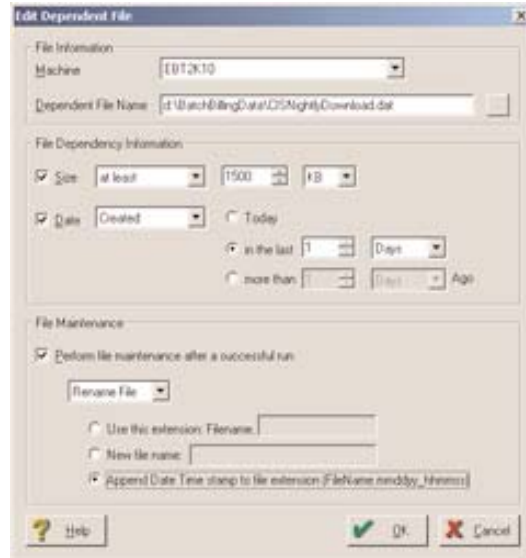 Edit Dependent File
File Information
Machine
EBT2K10
Dependent File Name
d:\BatchBillingData\CISNightlyDownload.dat
File Dependency Information
Size at least 1500 KB
Date Created Today
in the last 1 Days
more than 1 Days Ago
File Maintenance
Perform file maintenance after a successful run
Rename File
Use this extension: Filename.
New file name:
Append Date Time stamp to file extension (FileName.mmddyy_hhmmss)
Help OK Cancel